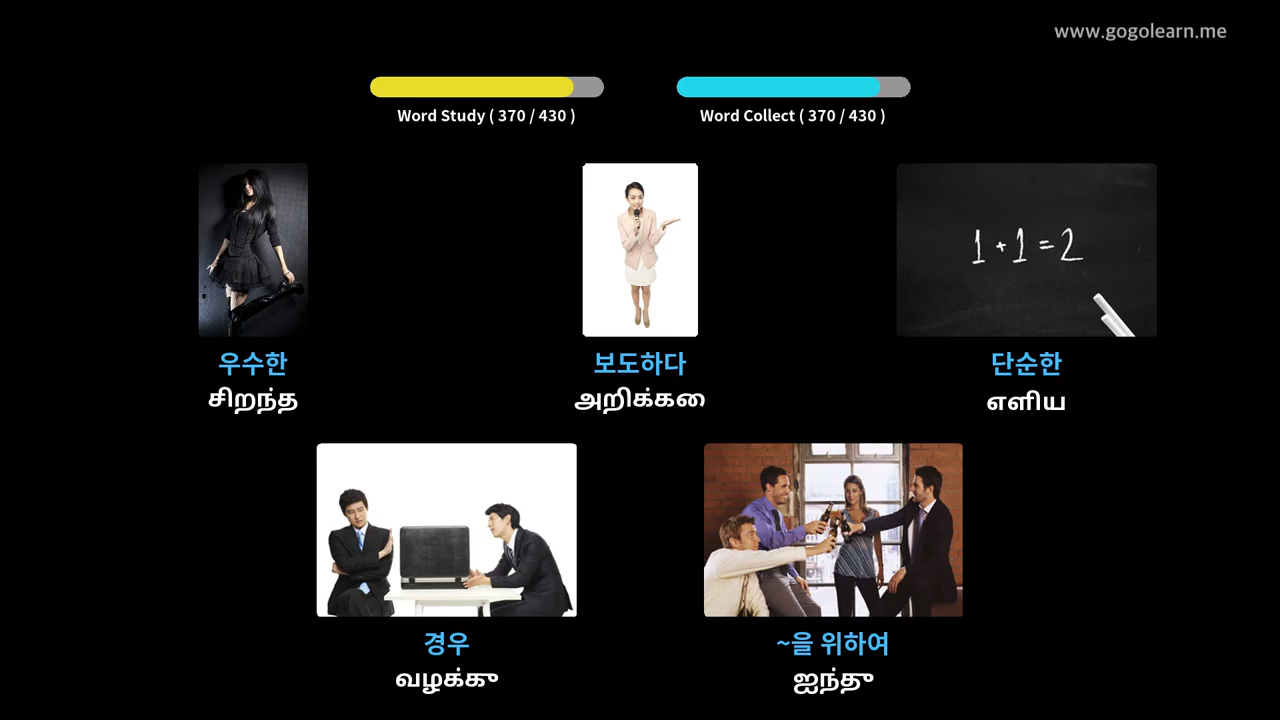 www.gogolearn.me
Word Study ( 370 / 430 )
Word Collect ( 370 / 430 )
1 + 1 = 2
우수한
சிறந்த
보도하다
அறிக்கை
단순한
எளிய
경우
வழக்கு
~을 위하여
ஐந்து